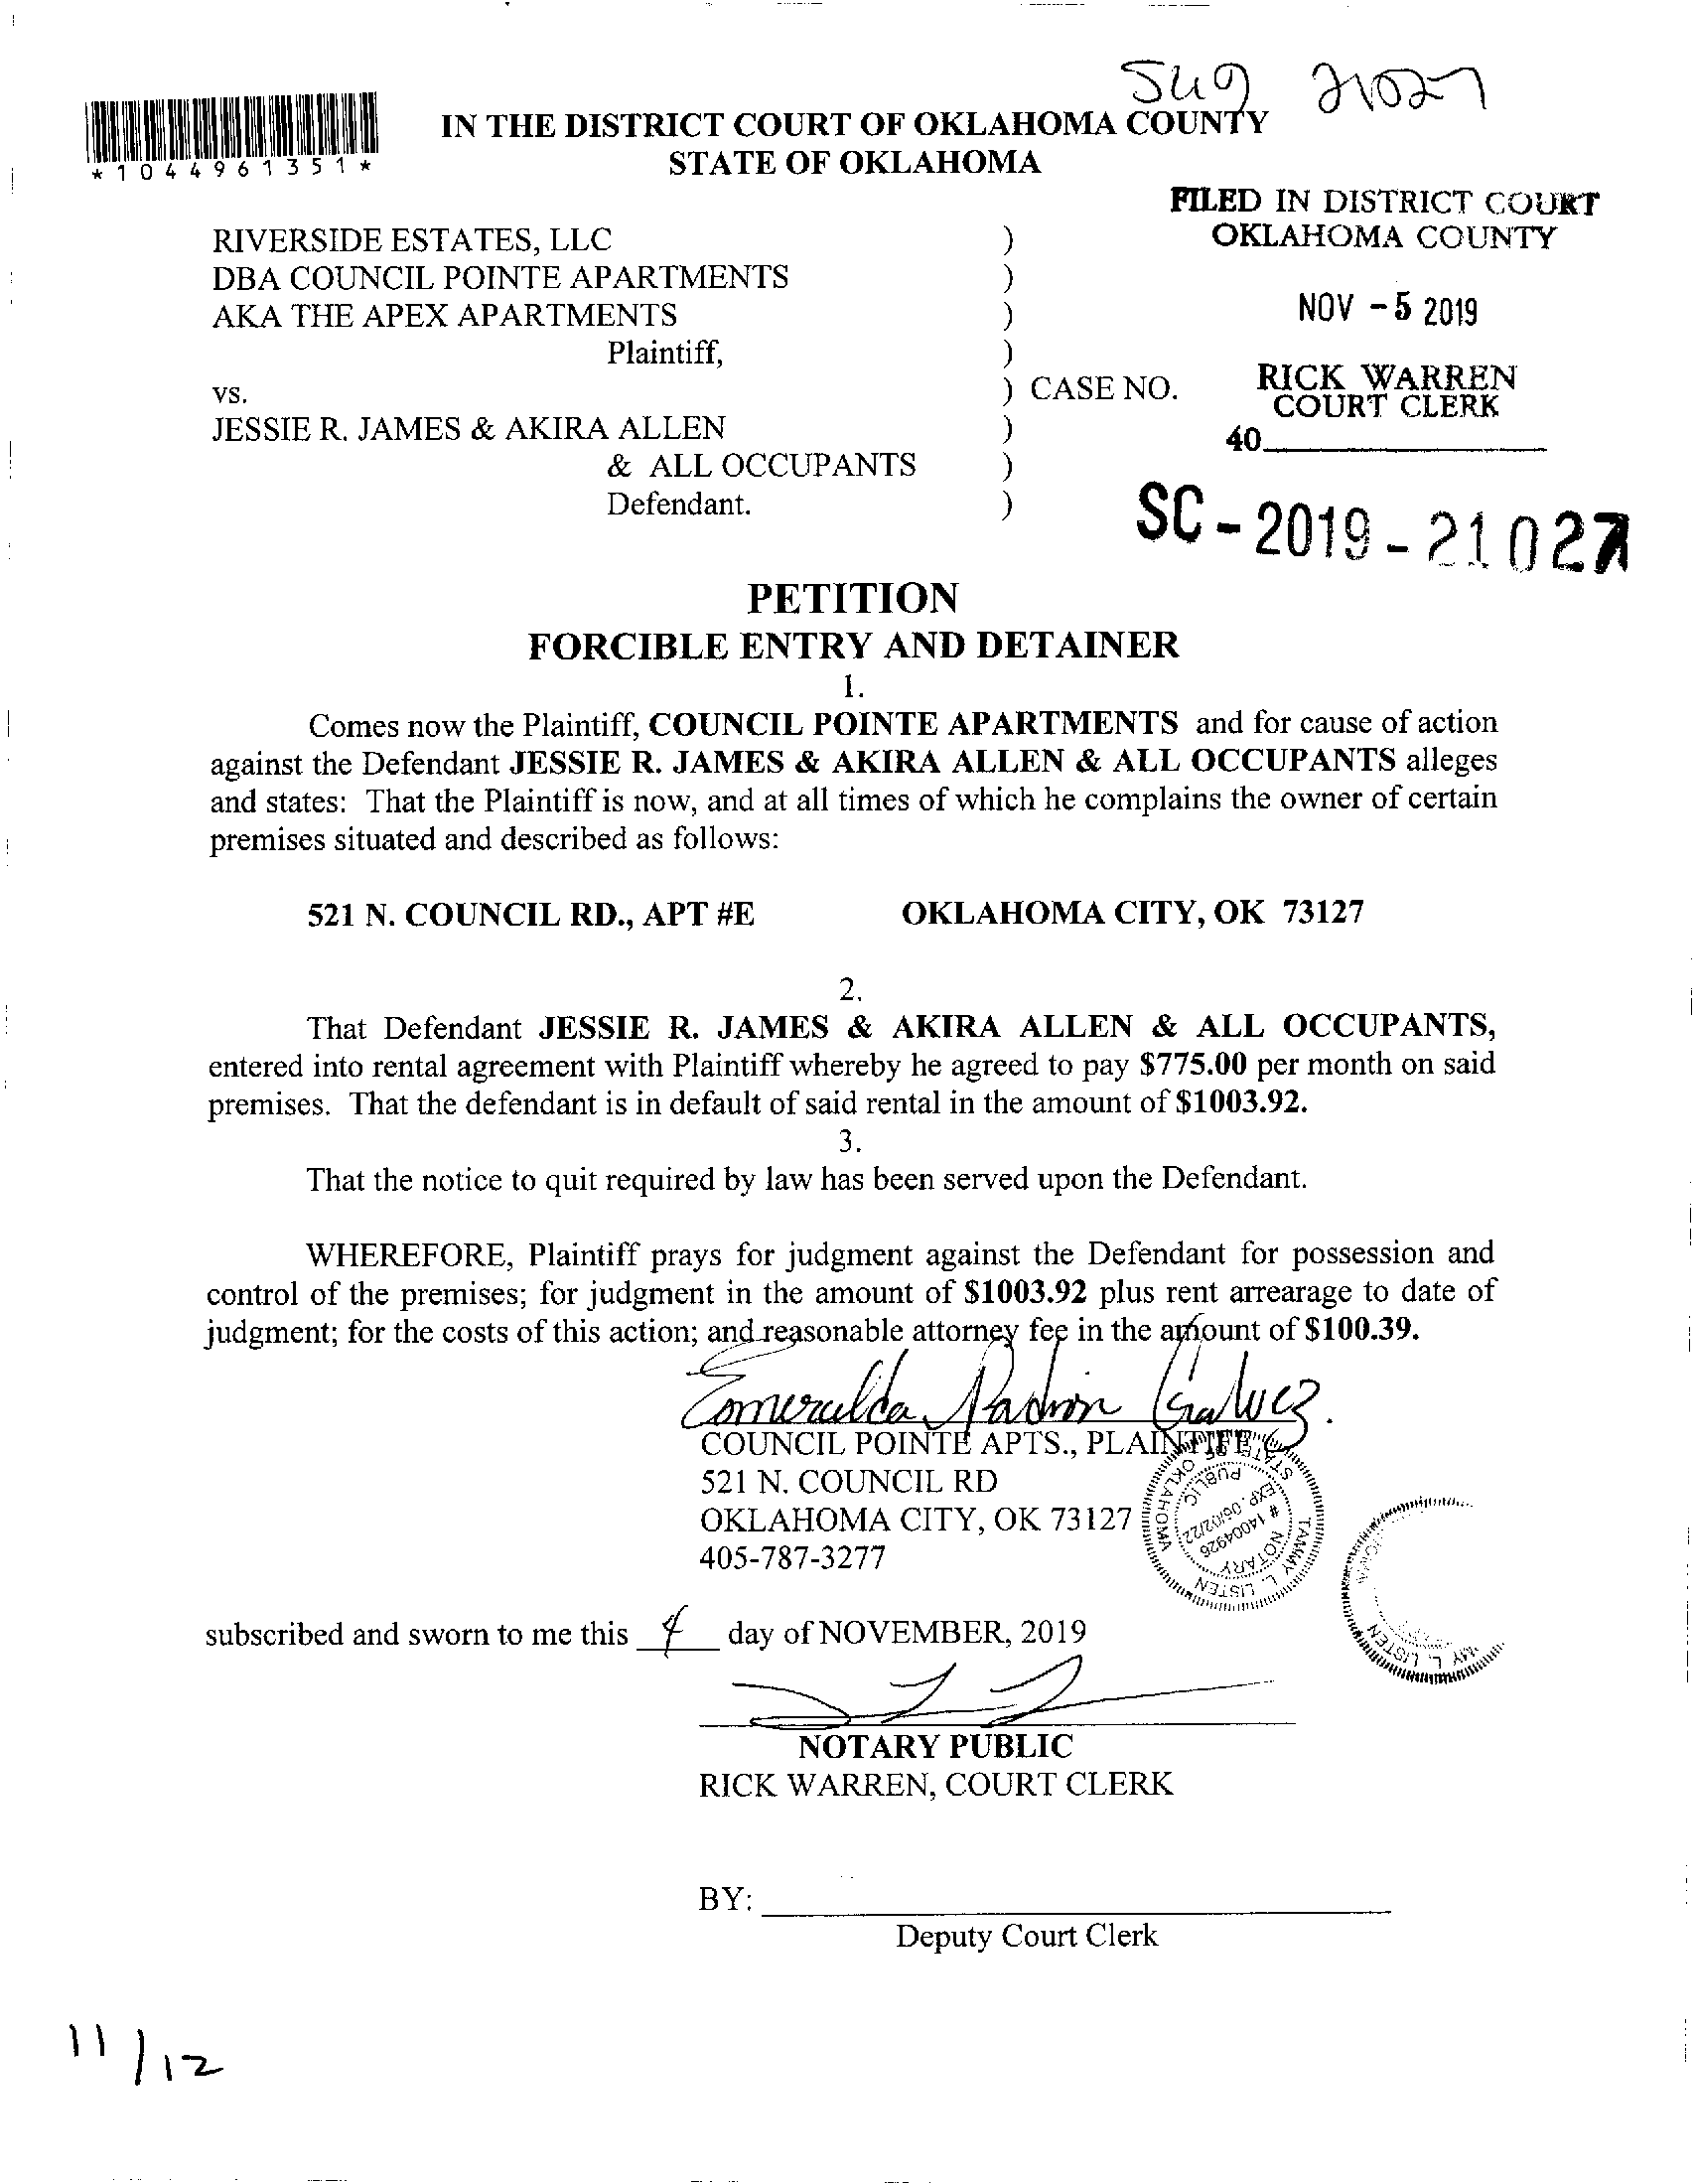 549 21027
*1044961351*
IN THE DISTRICT COURT OF OKLAHOMA COUNTY
STATE OF OKLAHOMA
FILED IN DISTRICT COURT
OKLAHOMA COUNTY
NOV -5 2019
RICK WARREN
COURT CLERK
40
RIVERSIDE ESTATES, LLC )
DBA COUNCIL POINTE APARTMENTS )
AKA THE APEX APARTMENTS )
Plaintiff, )
vs. ) CASE NO.
JESSIE R. JAMES & AKIRA ALLEN )
& ALL OCCUPANTS )
Defendant. )
SC-2019-21027
PETITION
FORCIBLE ENTRY AND DETAINER
1.
Comes now the Plaintiff, COUNCIL POINTE APARTMENTS and for cause of action
against the Defendant JESSIE R. JAMES & AKIRA ALLEN & ALL OCCUPANTS alleges
and states: That the Plaintiff is now, and at all times of which he complains the owner of certain
premises situated and described as follows:
521 N. COUNCIL RD., APT #E OKLAHOMA CITY, OK 73127
2.
That Defendant JESSIE R. JAMES & AKIRA ALLEN & ALL OCCUPANTS,
entered into rental agreement with Plaintiff whereby he agreed to pay $775.00 per month on said
premises. That the defendant is in default of said rental in the amount of $1003.92.
3.
That the notice to quit required by law has been served upon the Defendant.
WHEREFORE, Plaintiff prays for judgment against the Defendant for possession and
control of the premises; for judgment in the amount of $1003.92 plus rent arrearage to date of
judgment; for the costs of this action; and reasonable attorney fee in the amount of $100.39.
Esmeralda Padron Galvez.
COUNCIL POINTE APTS., PLAINTIFF
521 N. COUNCIL RD
OKLAHOMA CITY, OK 73127
405-787-3277
TAMMY L. LISTEN
STATE OF OKLAHOMA
NOTARY
# 14004926
EXP. 06/02/22
PUBLIC
MY L. LISTEN
subscribed and sworn to me this 4 day of NOVEMBER, 2019
NOTARY PUBLIC
RICK WARREN, COURT CLERK
BY:
Deputy Court Clerk
11/12